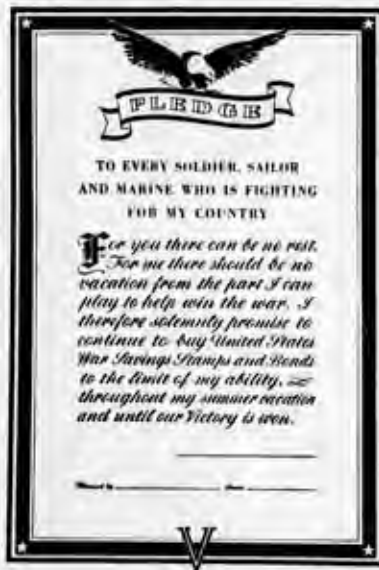 PLEDGE
TO EVERY SOLDIER, SAILOR
AND MARINE WHO IS FIGHTING
FOR MY COUNTRY
For you there can be no rest.
For me there should be no
vacation from the part I can
play to help win the war. I
therefore solemnly promise to
continue to buy United States
War Savings Stamps and Bonds
to the limit of my ability,
throughout my summer vacation
and until our Victory is won.
V